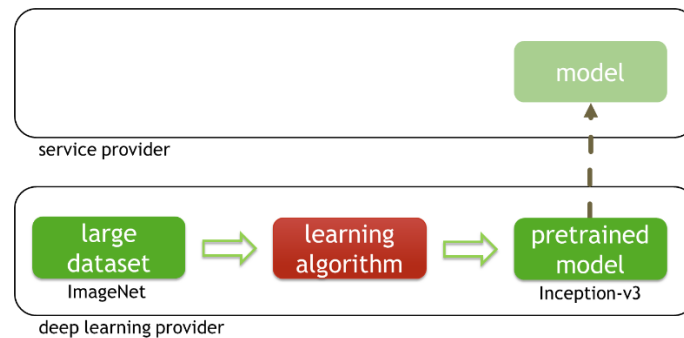 model
service provider
large
dataset
ImageNet
learning
algorithm
pretrained
model
Inception-v3
deep learning provider